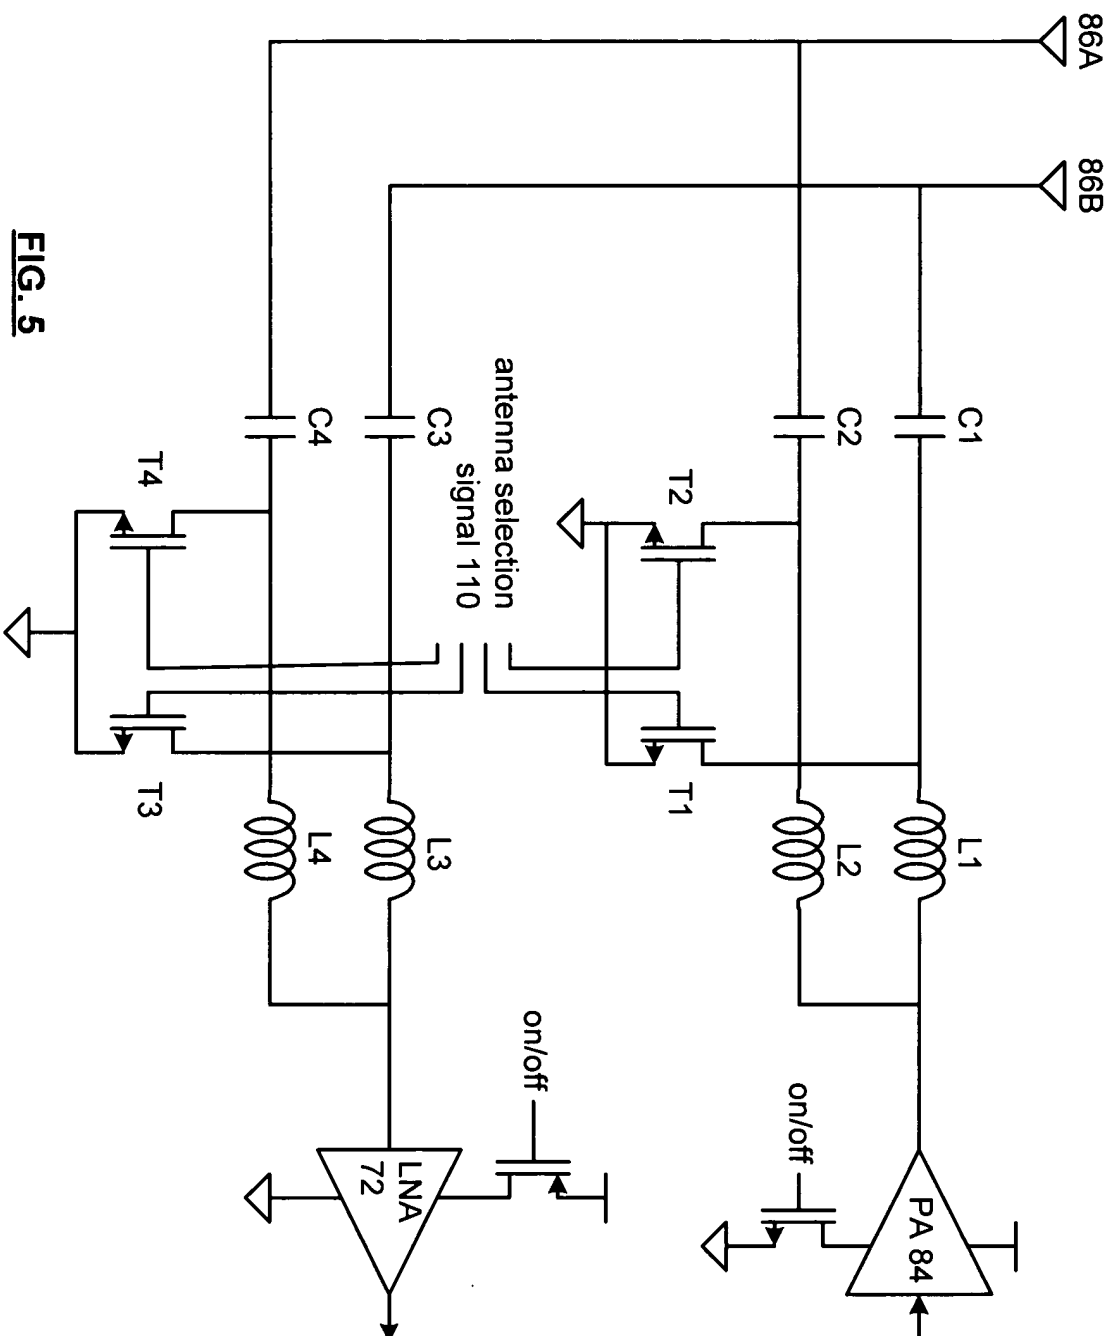 86A
86B
C1
C2
T2
T1
L1
L2
on/off
PA 84
antenna selection
signal 110
C3
C4
T4
T3
L3
L4
on/off
LNA
72
FIG. 5